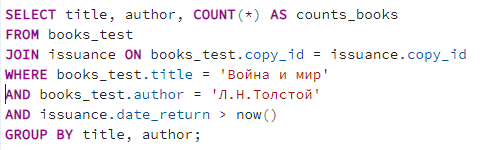 SELECT title, author, COUNT(*) AS counts_books
FROM books_test
JOIN issuance ON books_test.copy_id = issuance.copy_id
WHERE books_test.title = 'Война и мир'
AND books_test.author = 'Л.Н.Толстой'
AND issuance.date_return > now()
GROUP BY title, author;